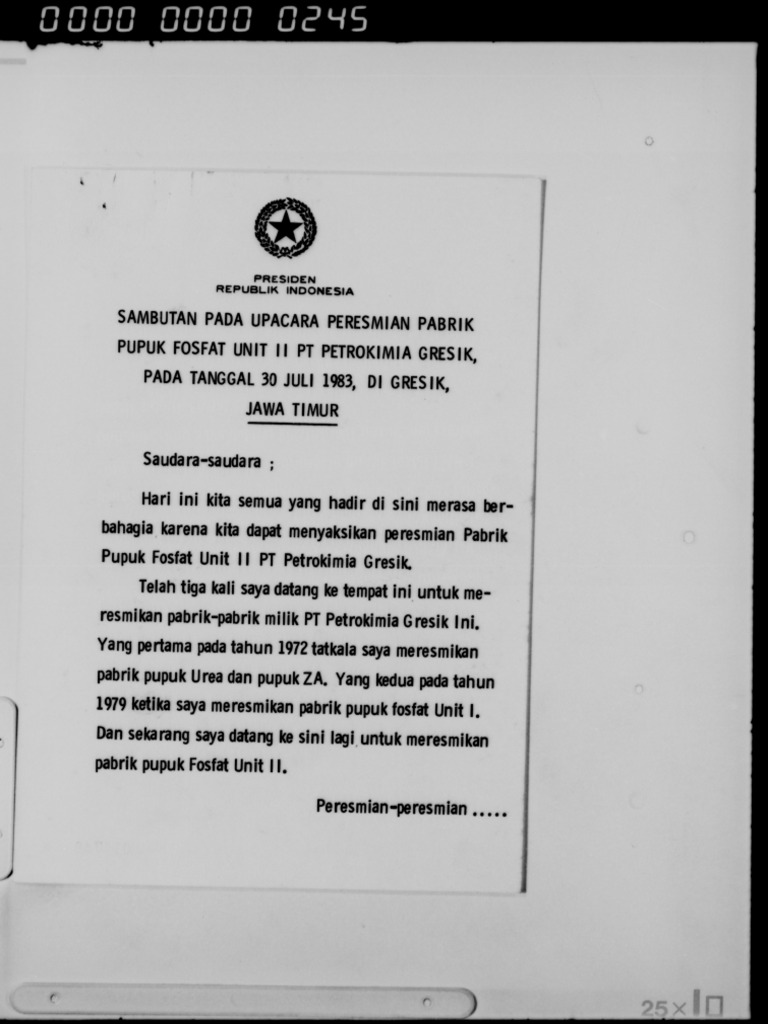 0000 0000 0245
PRESIDEN
REPUBLIK INDONESIA
SAMBUTAN PADA UPACARA PERESMIAN PABRIK
PUPUK FOSFAT UNIT II PT PETROKIMIA GRESIK,
PADA TANGGAL 30 JULI 1983, DI GRESIK,
JAWA TIMUR
Saudara-saudara ;
Hari ini kita semua yang hadir di sini merasa ber-
bahagia karena kita dapat menyaksikan peresmian Pabrik
Pupuk Fosfat Unit II PT Petrokimia Gresik.
Telah tiga kali saya datang ke tempat ini untuk me-
resmikan pabrik-pabrik milik PT Petrokimia Gresik Ini.
Yang pertama pada tahun 1972 tatkala saya meresmikan
pabrik pupuk Urea dan pupuk ZA. Yang kedua pada tahun
1979 ketika saya meresmikan pabrik pupuk fosfat Unit I.
Dan sekarang saya datang ke sini lagi untuk meresmikan
pabrik pupuk Fosfat Unit II.
Peresmian-peresmian .....
25×